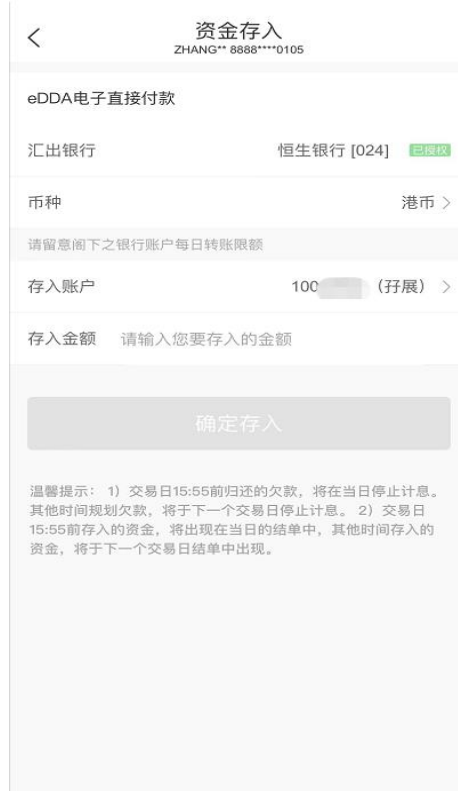 资金存入
ZHANG** 8888****0105
eDDA电子直接付款
汇出银行 恒生银行 [024] 已授权
币种 港币
请留意阁下之银行账户每日转账限额
存入账户 100 （孖展）
存入金额 请输入您要存入的金额
确定存入
温馨提示： 1）交易日15:55前归还的欠款，将在当日停止计息。
其他时间规划欠款，将于下一个交易日停止计息。 2）交易日
15:55前存入的资金，将出现在当日的结单中，其他时间存入的
资金，将于下一个交易日结单中出现。